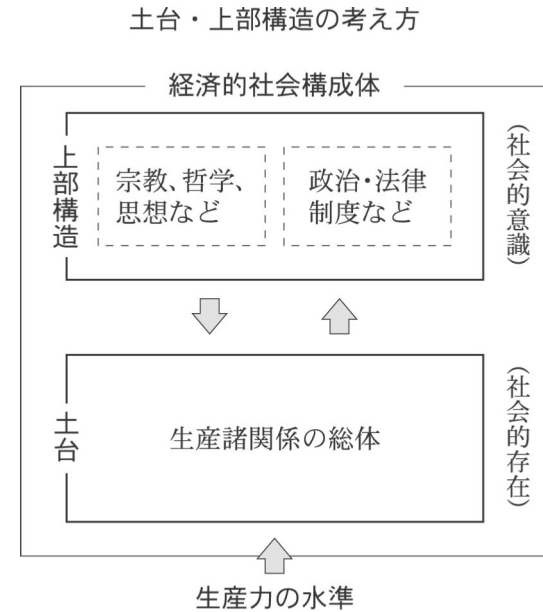 土台・上部構造の考え方
経済的社会構成体
上部構造
宗教、哲学、
思想など
政治・法律
制度など
（社会的意識）
土台
生産諸関係の総体
（社会的存在）
生産力の水準